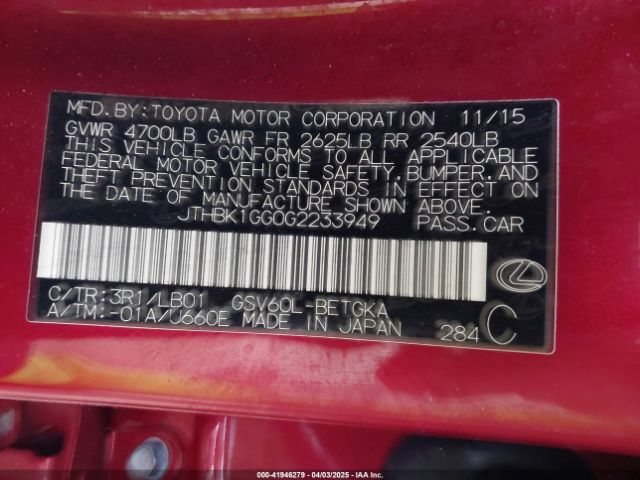 MFD. BY: TOYOTA MOTOR CORPORATION 11/15
GVWR 4700LB GAWR FR 2625LB RR 2540LB
THIS VEHICLE CONFORMS TO ALL APPLICABLE
FEDERAL MOTOR VEHICLE SAFETY, BUMPER, AND
THEFT PREVENTION STANDARDS IN EFFECT ON
THE DATE OF MANUFACTURE SHOWN ABOVE.
JTHBK1GG0G2233949 PASS. CAR
C/TR: 3R1/LB01 GSV60L-BETGKA
A/TM: -01A/U660E MADE IN JAPAN 284 C
000-41946279 - 04/03/2025 - IAA Inc.